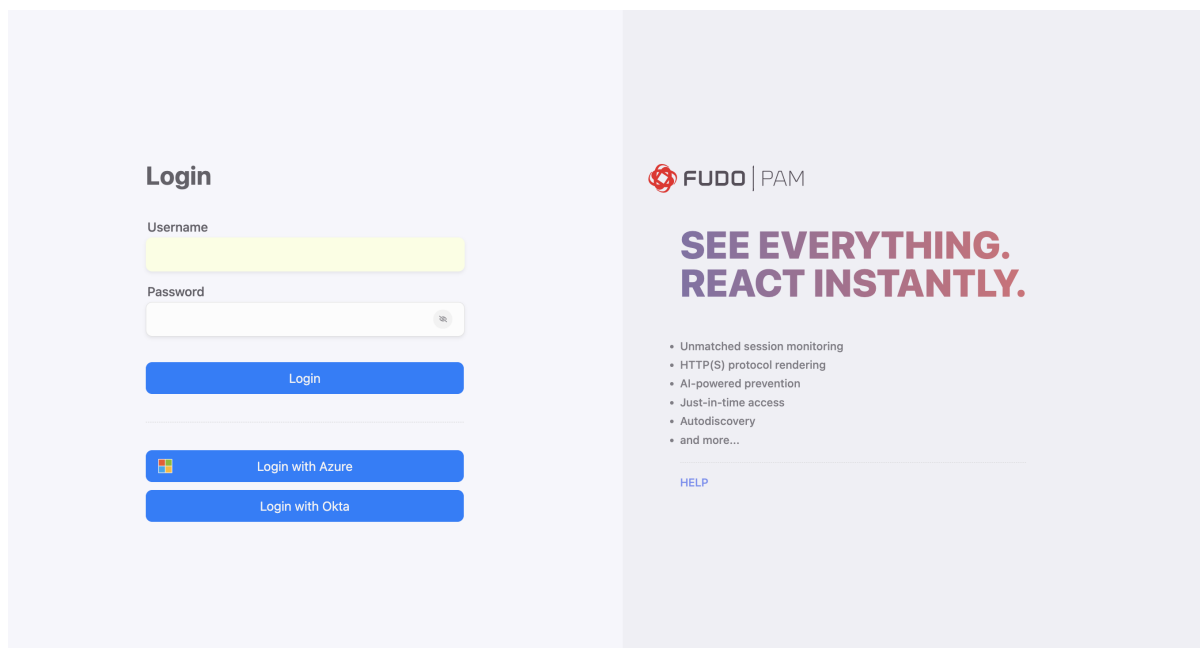 Login
Username
Password
Login
Login with Azure
Login with Okta
FUDO | PAM
SEE EVERYTHING.
REACT INSTANTLY.
• Unmatched session monitoring
• HTTP(S) protocol rendering
• AI-powered prevention
• Just-in-time access
• Autodiscovery
• and more...
HELP